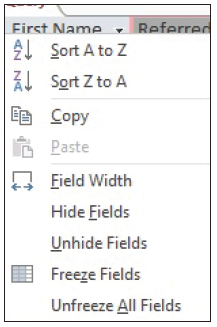 Query
First Name Referred
Sort A to Z
Sort Z to A
Copy
Paste
Field Width
Hide Fields
Unhide Fields
Freeze Fields
Unfreeze All Fields